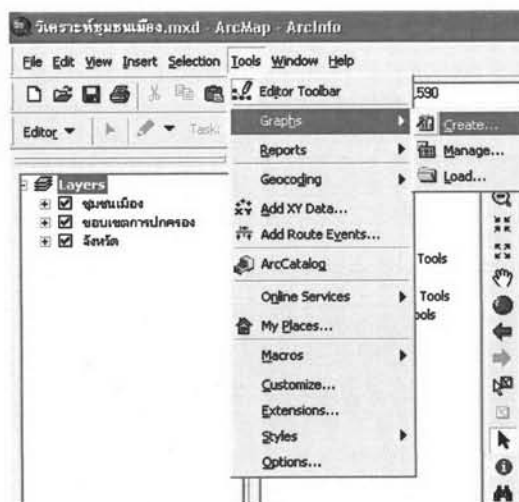 วิเคราะห์ชุมชนเมือง.mxd - ArcMap - ArcInfo
File Edit View Insert Selection Tools Window Help
Editor Toolbar
.590
Editor
Task:
Graphs
Create...
Reports
Manage...
Geocoding
Load...
Layers
ชุมชนเมือง
ขอบเขตการปกครอง
จังหวัด
Add XY Data...
Add Route Events...
ArcCatalog
Tools
Online Services
Tools
My Places...
ools
Macros
Customize...
Extensions...
Styles
Options...